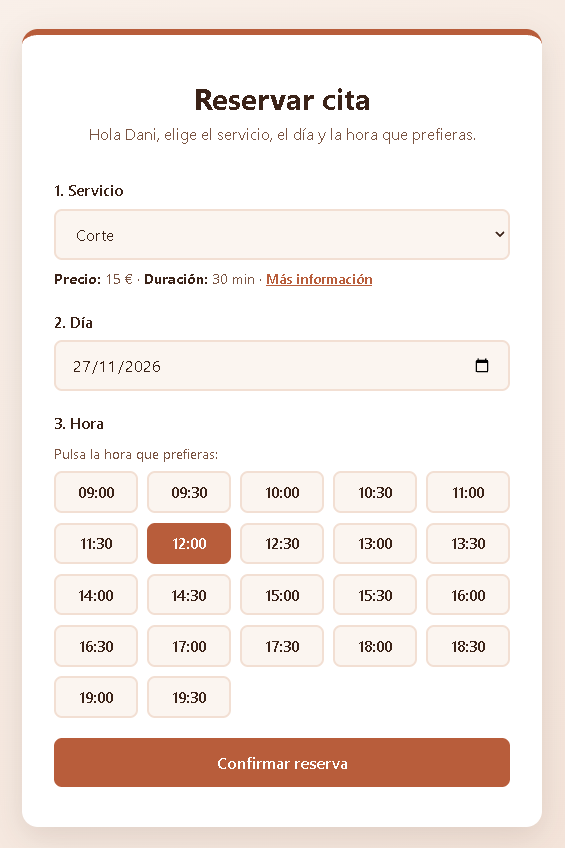 Reservar cita
Hola Dani, elige el servicio, el día y la hora que prefieras.
1. Servicio
Corte
Precio: 15 € · Duración: 30 min · Más información
2. Día
27/11/2026
3. Hora
Pulsa la hora que prefieras:
09:00 09:30 10:00 10:30 11:00
11:30 12:00 12:30 13:00 13:30
14:00 14:30 15:00 15:30 16:00
16:30 17:00 17:30 18:00 18:30
19:00 19:30
Confirmar reserva